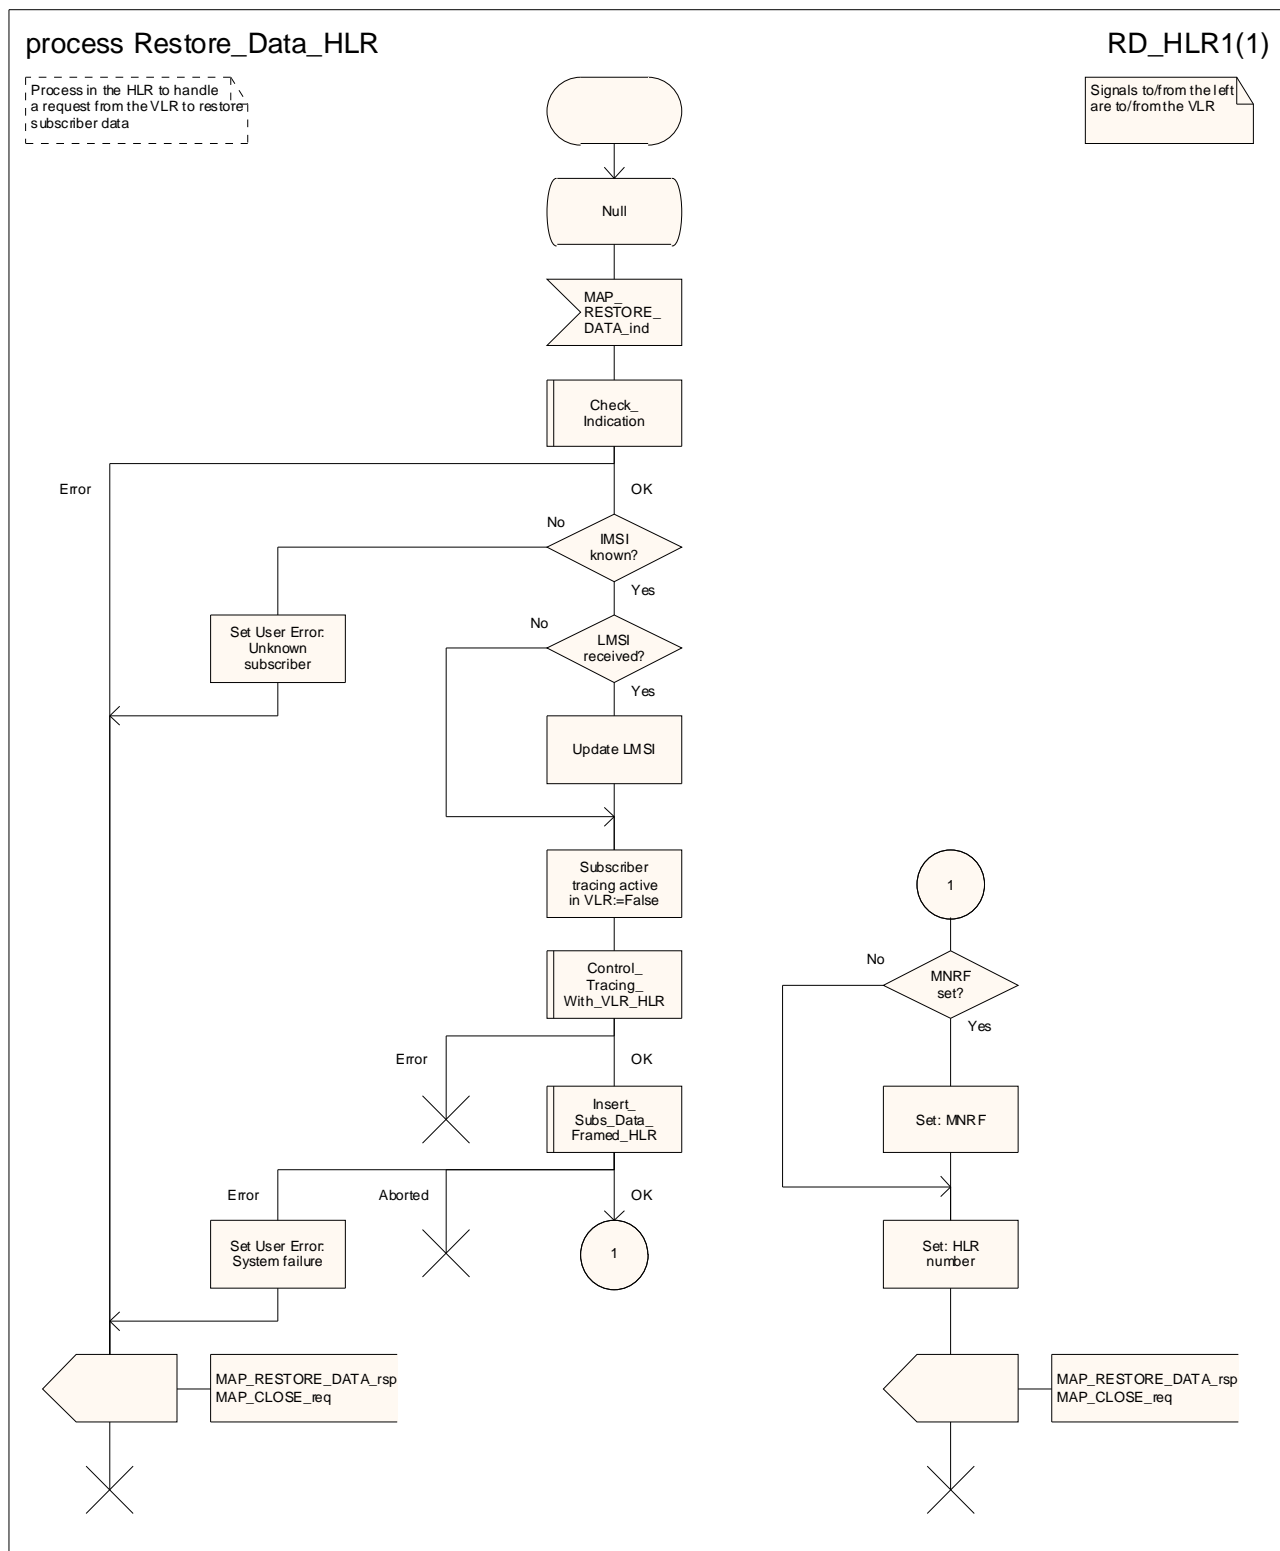 process Restore_Data_HLR
RD_HLR1(1)
Process in the HLR to handle
a request from the VLR to restore
subscriber data
Signals to/from the left
are to/from the VLR
Null
MAP_
RESTORE_
DATA_ind
Check_
Indication
Error
OK
No
IMSI
known?
Yes
Set User Error:
Unknown
subscriber
No
LMSI
received?
Yes
Update LMSI
Subscriber
tracing active
in VLR:=False
1
Control_
Tracing_
With_VLR_HLR
No
MNRF
set?
Yes
Error
OK
Insert_
Subs_Data_
Framed_HLR
Set: MNRF
Error
Aborted
OK
Set User Error:
System failure
1
Set: HLR
number
MAP_RESTORE_DATA_rsp
MAP_CLOSE_req
MAP_RESTORE_DATA_rsp
MAP_CLOSE_req